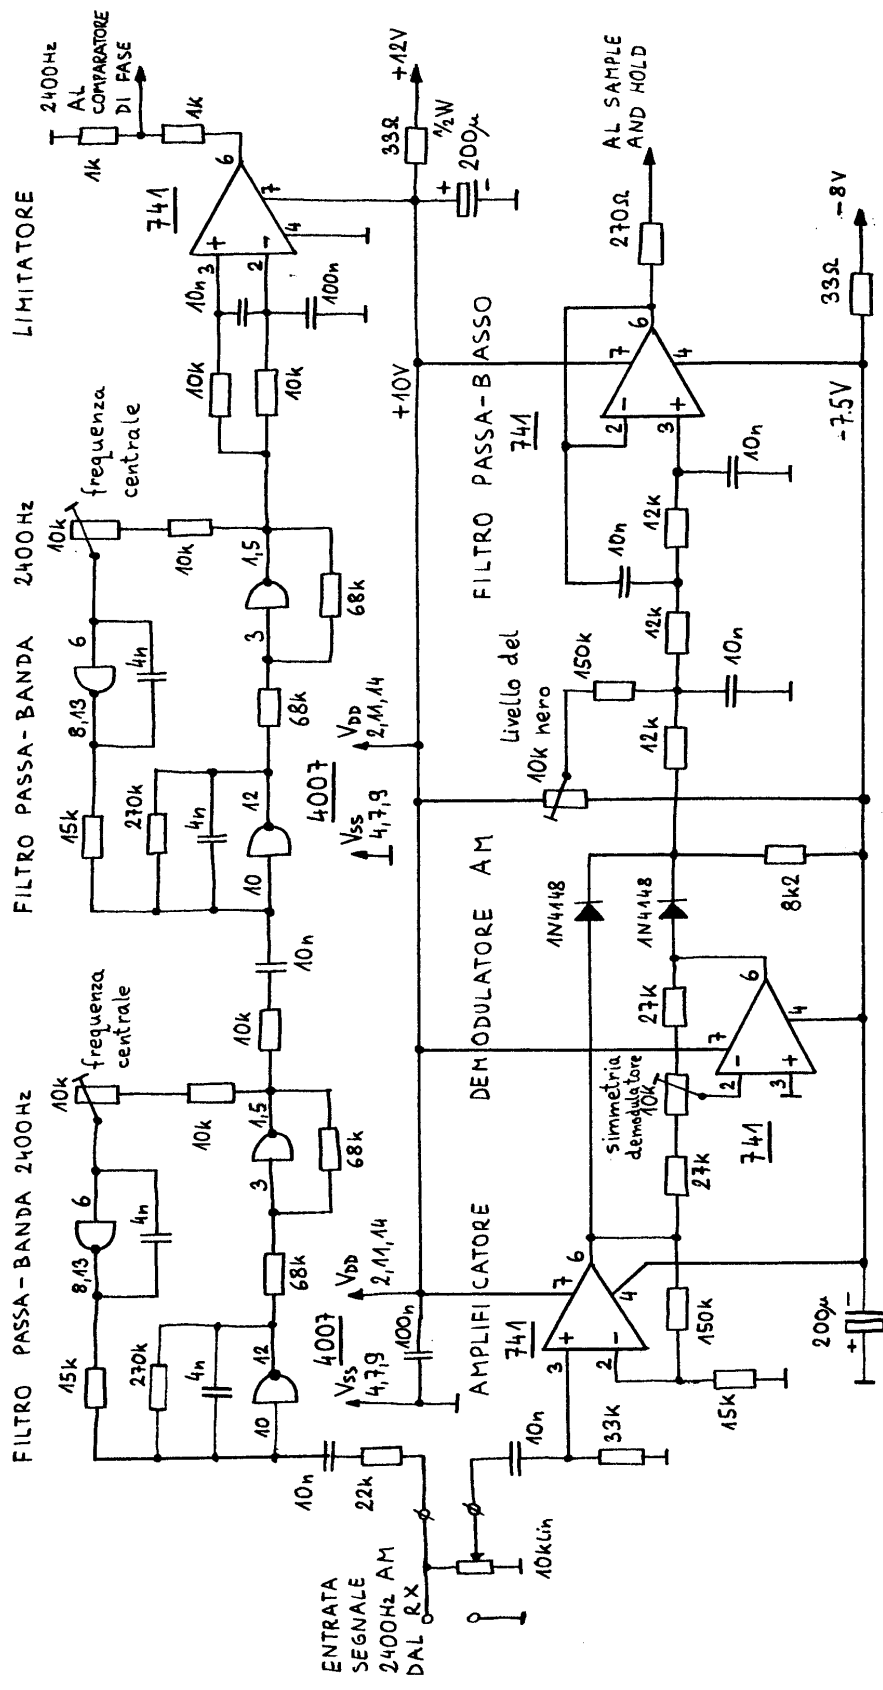 FILTRO PASSA-BANDA 2400Hz
FILTRO PASSA-BANDA 2400Hz
LIMITATORE
2400Hz
AL
COMPARATORE
DI FASE
15k
8,13
6
4n
10k
frequenza
centrale
270k
4n
10
12
68k
3
1,5
10k
68k
10n
22k
4007
VSS
4,7,9
VDD
2,11,14
10k
10n
15k
8,13
6
4n
10k
frequenza
centrale
270k
4n
10
12
68k
3
1,5
10k
68k
4007
VSS
4,7,9
VDD
2,11,14
10k
10k
10n
100n
3
+
2
-
741
6
7
4
1k
1k
+10V
33Ω
1/2W
+12V
+
200μ
-
100n
ENTRATA
SEGNALE
2400Hz AM
DAL RX
10kLin
AMPLIFICATORE
10n
33k
741
3
+
2
-
6
7
4
150k
15k
DEMODULATORE AM
27k
simmetria
demodulatore
10k
27k
741
2
-
3
+
7
4
6
1N4148
1N4148
8k2
Livello del
nero
10k
150k
12k
10n
FILTRO PASSA-BASSO
12k
10n
12k
10n
741
2
-
3
+
7
4
6
270Ω
AL SAMPLE
AND HOLD
200μ
+
-
-7.5V
33Ω
-8V